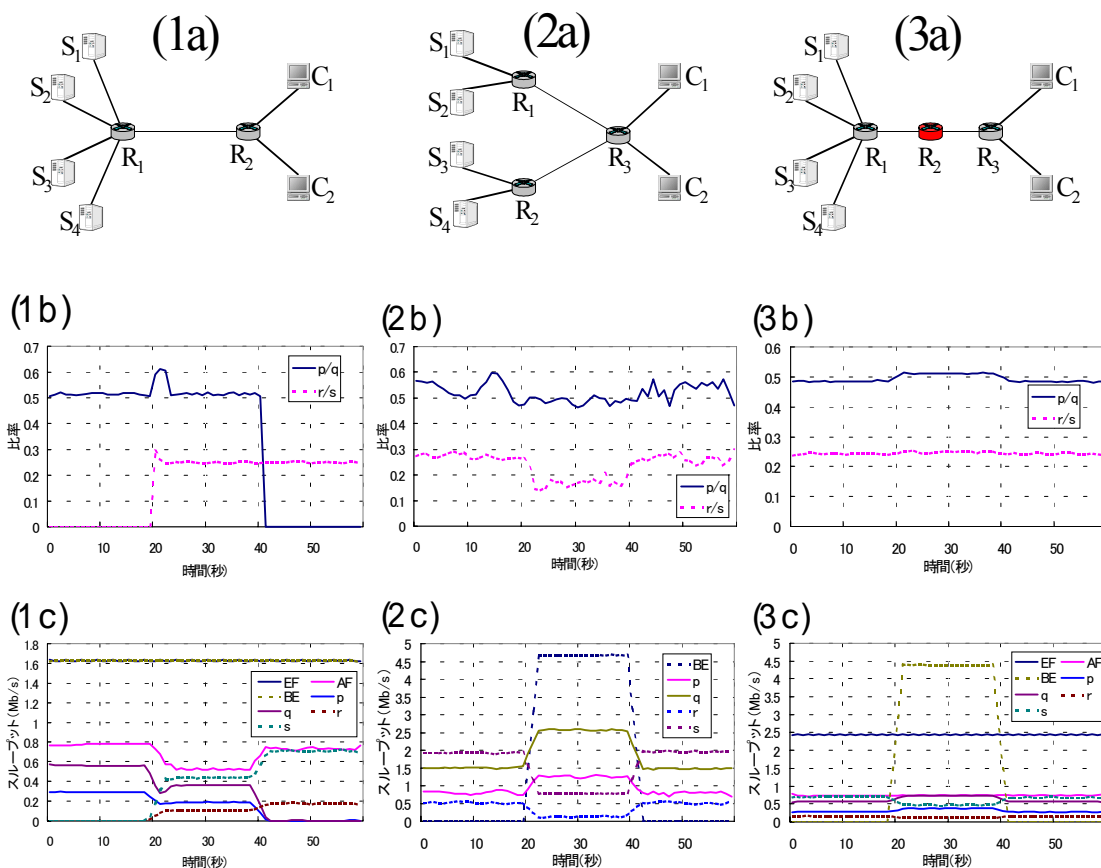 (1a)
(2a)
(3a)
S1
S2
S3
S4
R1
R2
C1
C2
S1
S2
S3
S4
R1
R2
R3
C1
C2
S1
S2
S3
S4
R1
R2
R3
C1
C2
(1b)
0.7
0.6
0.5
0.4
0.3
0.2
0.1
0
比率
p/q
r/s
0 10 20 30 40 50
時間(秒)
(2b)
0.7
0.6
0.5
0.4
0.3
0.2
0.1
0
比率
p/q
r/s
0 10 20 30 40 50
時間(秒)
(3b)
0.6
0.5
0.4
0.3
0.2
0.1
0
比率
p/q
r/s
0 10 20 30 40 50
時間(秒)
(1c)
1.8
1.6
1.4
1.2
1
0.8
0.6
0.4
0.2
0
スループット(Mb/s)
EF AF
BE p
q r
s
0 10 20 30 40 50
時間(秒)
(2c)
5
4.5
4
3.5
3
2.5
2
1.5
1
0.5
0
スループット(Mb/s)
BE
p
q
r
s
0 10 20 30 40 50
時間(秒)
(3c)
5
4.5
4
3.5
3
2.5
2
1.5
1
0.5
0
スループット(Mb/s)
EF AF
BE p
q r
s
0 10 20 30 40 50
時間(秒)